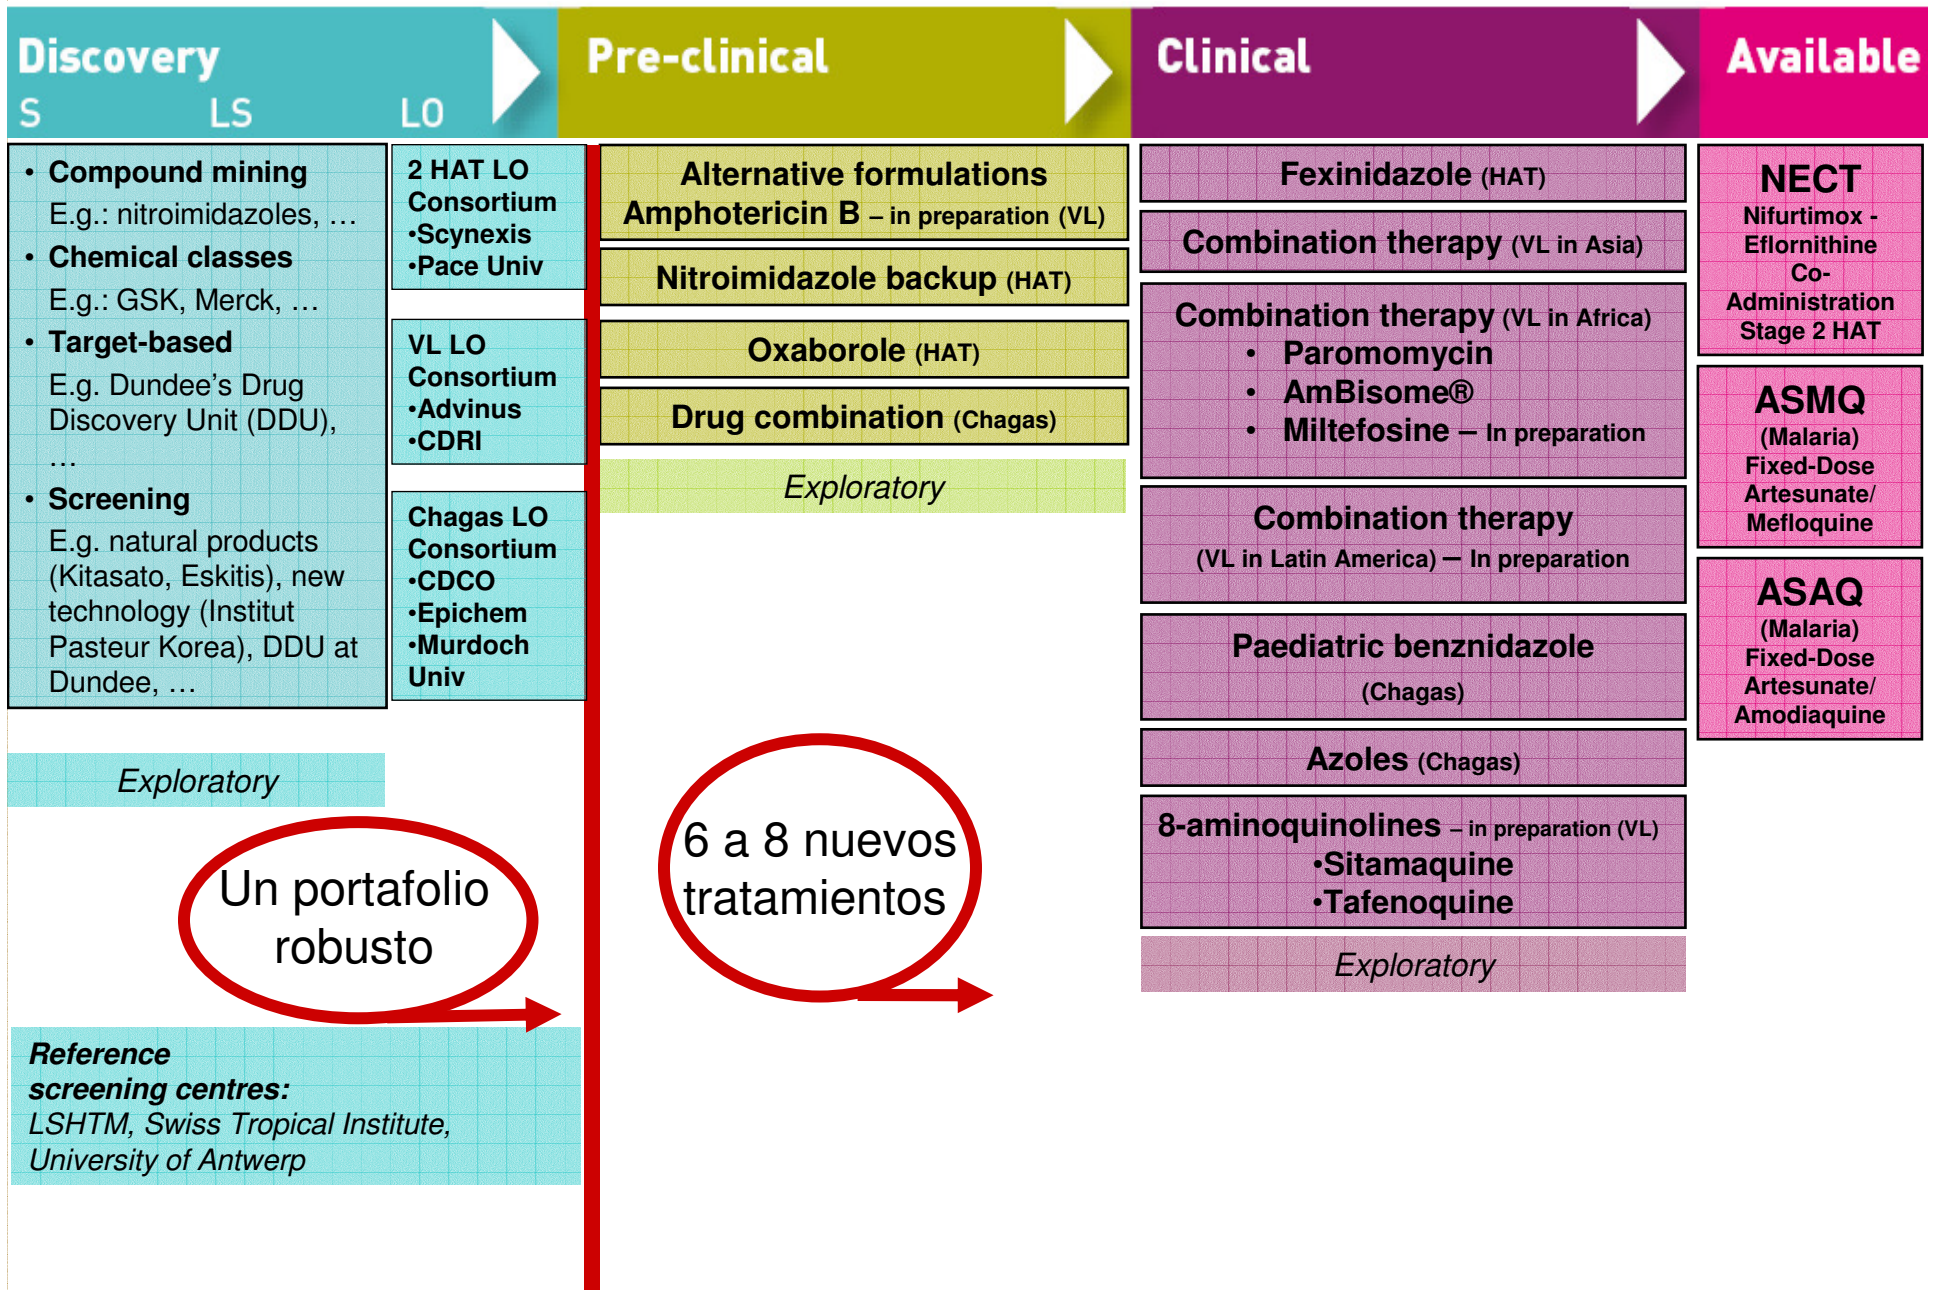 Discovery
S LS LO
Pre-clinical
Clinical
Available
• Compound mining
E.g.: nitroimidazoles, …
• Chemical classes
E.g.: GSK, Merck, …
• Target-based
E.g. Dundee’s Drug
Discovery Unit (DDU),
…
• Screening
E.g. natural products
(Kitasato, Eskitis), new
technology (Institut
Pasteur Korea), DDU at
Dundee, …
Exploratory
2 HAT LO
Consortium
•Scynexis
•Pace Univ
VL LO
Consortium
•Advinus
•CDRI
Chagas LO
Consortium
•CDCO
•Epichem
•Murdoch
Univ
Un portafolio
robusto
Reference
screening centres:
LSHTM, Swiss Tropical Institute,
University of Antwerp
Alternative formulations
Amphotericin B – in preparation (VL)
Nitroimidazole backup (HAT)
Oxaborole (HAT)
Drug combination (Chagas)
Exploratory
6 a 8 nuevos
tratamientos
Fexinidazole (HAT)
Combination therapy (VL in Asia)
Combination therapy (VL in Africa)
• Paromomycin
• AmBisome®
• Miltefosine – In preparation
Combination therapy
(VL in Latin America) – In preparation
Paediatric benznidazole
(Chagas)
Azoles (Chagas)
8-aminoquinolines – in preparation (VL)
•Sitamaquine
•Tafenoquine
Exploratory
NECT
Nifurtimox -
Eflornithine
Co-
Administration
Stage 2 HAT
ASMQ
(Malaria)
Fixed-Dose
Artesunate/
Mefloquine
ASAQ
(Malaria)
Fixed-Dose
Artesunate/
Amodiaquine